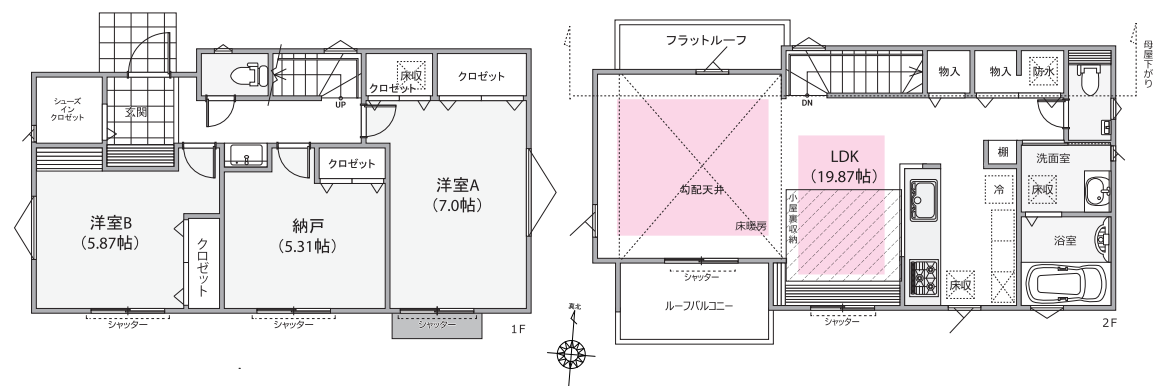 シューズ
イン
クロゼット
玄関
UP
床収
クロゼット
クロゼット
クロゼット
洋室A
（7.0帖）
洋室B
（5.87帖）
納戸
（5.31帖）
クロゼット
シャッター
シャッター
シャッター
1F
真北
フラットルーフ
DN
物入
物入
防水
母屋下がり
LDK
（19.87帖）
勾配天井
床暖房
小屋裏収納
棚
冷
洗面室
床収
浴室
床収
シャッター
ルーフバルコニー
シャッター
2F